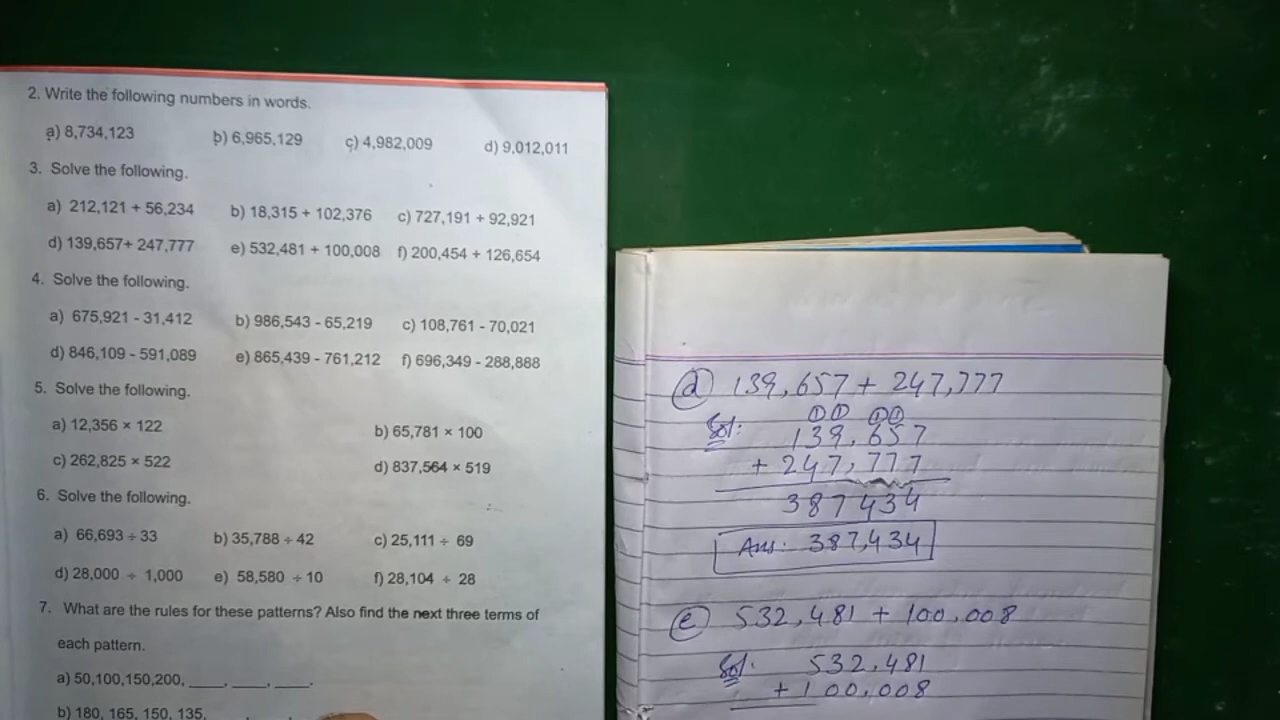 2. Write the following numbers in words.
a) 8,734,123 b) 6,965,129 c) 4,982,009 d) 9,012,011
3. Solve the following.
a) 212,121 + 56,234 b) 18,315 + 102,376 c) 727,191 + 92,921
d) 139,657+ 247,777 e) 532,481 + 100,008 f) 200,454 + 126,654
4. Solve the following.
a) 675,921 - 31,412 b) 986,543 - 65,219 c) 108,761 - 70,021
d) 846,109 - 591,089 e) 865,439 - 761,212 f) 696,349 - 288,888
5. Solve the following.
a) 12,356 × 122 b) 65,781 × 100
c) 262,825 × 522 d) 837,564 × 519
6. Solve the following.
a) 66,693 ÷ 33 b) 35,788 ÷ 42 c) 25,111 ÷ 69
d) 28,000 ÷ 1,000 e) 58,580 ÷ 10 f) 28,104 ÷ 28
7. What are the rules for these patterns? Also find the next three terms of
each pattern.
a) 50,100,150,200, ____, ____, ____.
b) 180, 165, 150, 135,
(d) 139,657 + 247,777
1 1 1 1
Sol: 139,657
+ 247,777
387434
Ans: 387,434
(e) 532,481 + 100,008
Sol: 532,481
+ 100,008